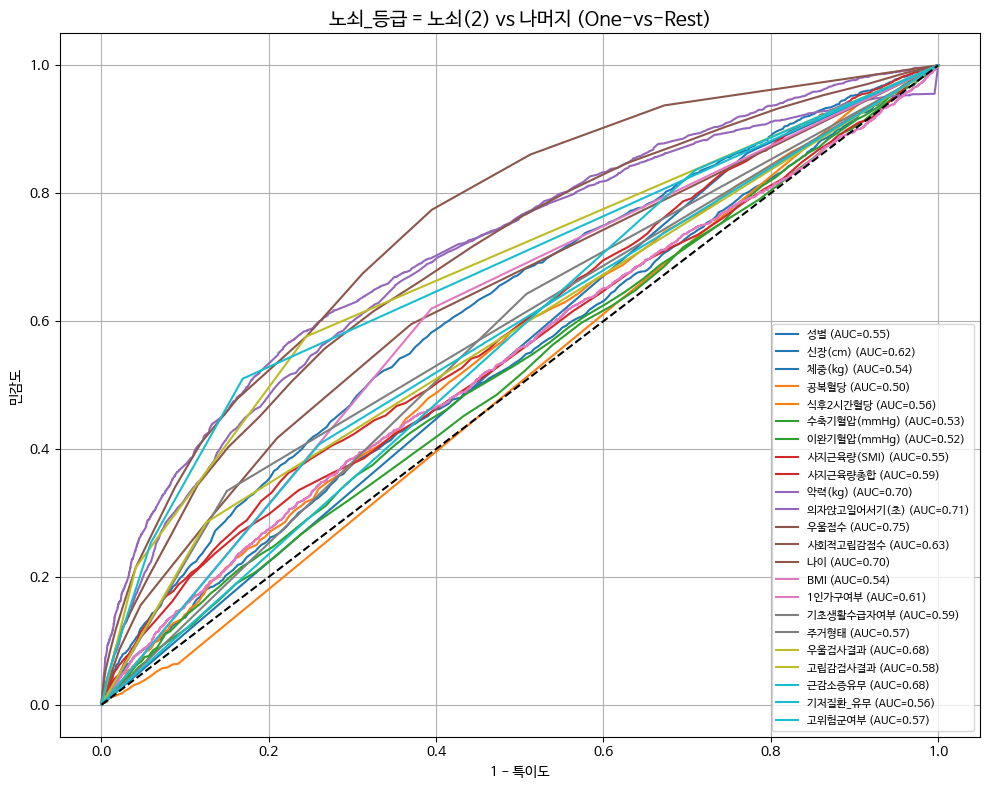 노쇠_등급 = 노쇠(2) vs 나머지 (One-vs-Rest)
1.0
0.8
0.6
0.4
0.2
0.0
민감도
성별 (AUC=0.55)
신장(cm) (AUC=0.62)
체중(kg) (AUC=0.54)
공복혈당 (AUC=0.50)
식후2시간혈당 (AUC=0.56)
수축기혈압(mmHg) (AUC=0.53)
이완기혈압(mmHg) (AUC=0.52)
사지근육량(SMI) (AUC=0.55)
사지근육량총합 (AUC=0.59)
악력(kg) (AUC=0.70)
의자앉고일어서기(초) (AUC=0.71)
우울점수 (AUC=0.75)
사회적고립감점수 (AUC=0.63)
나이 (AUC=0.70)
BMI (AUC=0.54)
1인가구여부 (AUC=0.61)
기초생활수급자여부 (AUC=0.59)
주거형태 (AUC=0.57)
우울검사결과 (AUC=0.68)
고립감검사결과 (AUC=0.58)
근감소증유무 (AUC=0.68)
기저질환_유무 (AUC=0.56)
고위험군여부 (AUC=0.57)
0.0 0.2 0.4 0.6 0.8 1.0
1 - 특이도